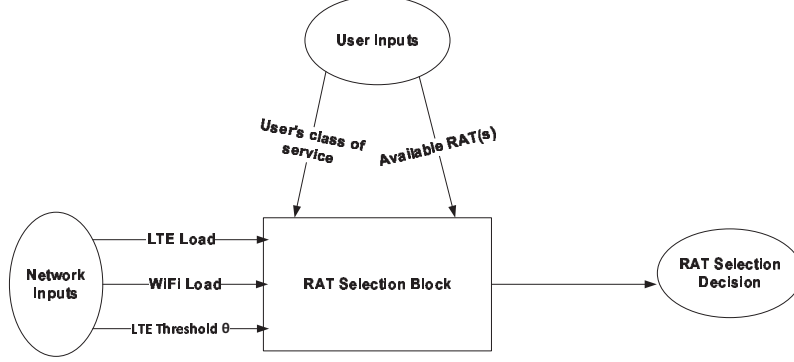 User Inputs
User's class of
service
Available RAT(s)
LTE Load
Network
Inputs
WiFi Load
RAT Selection Block
RAT Selection
Decision
LTE Threshold θ